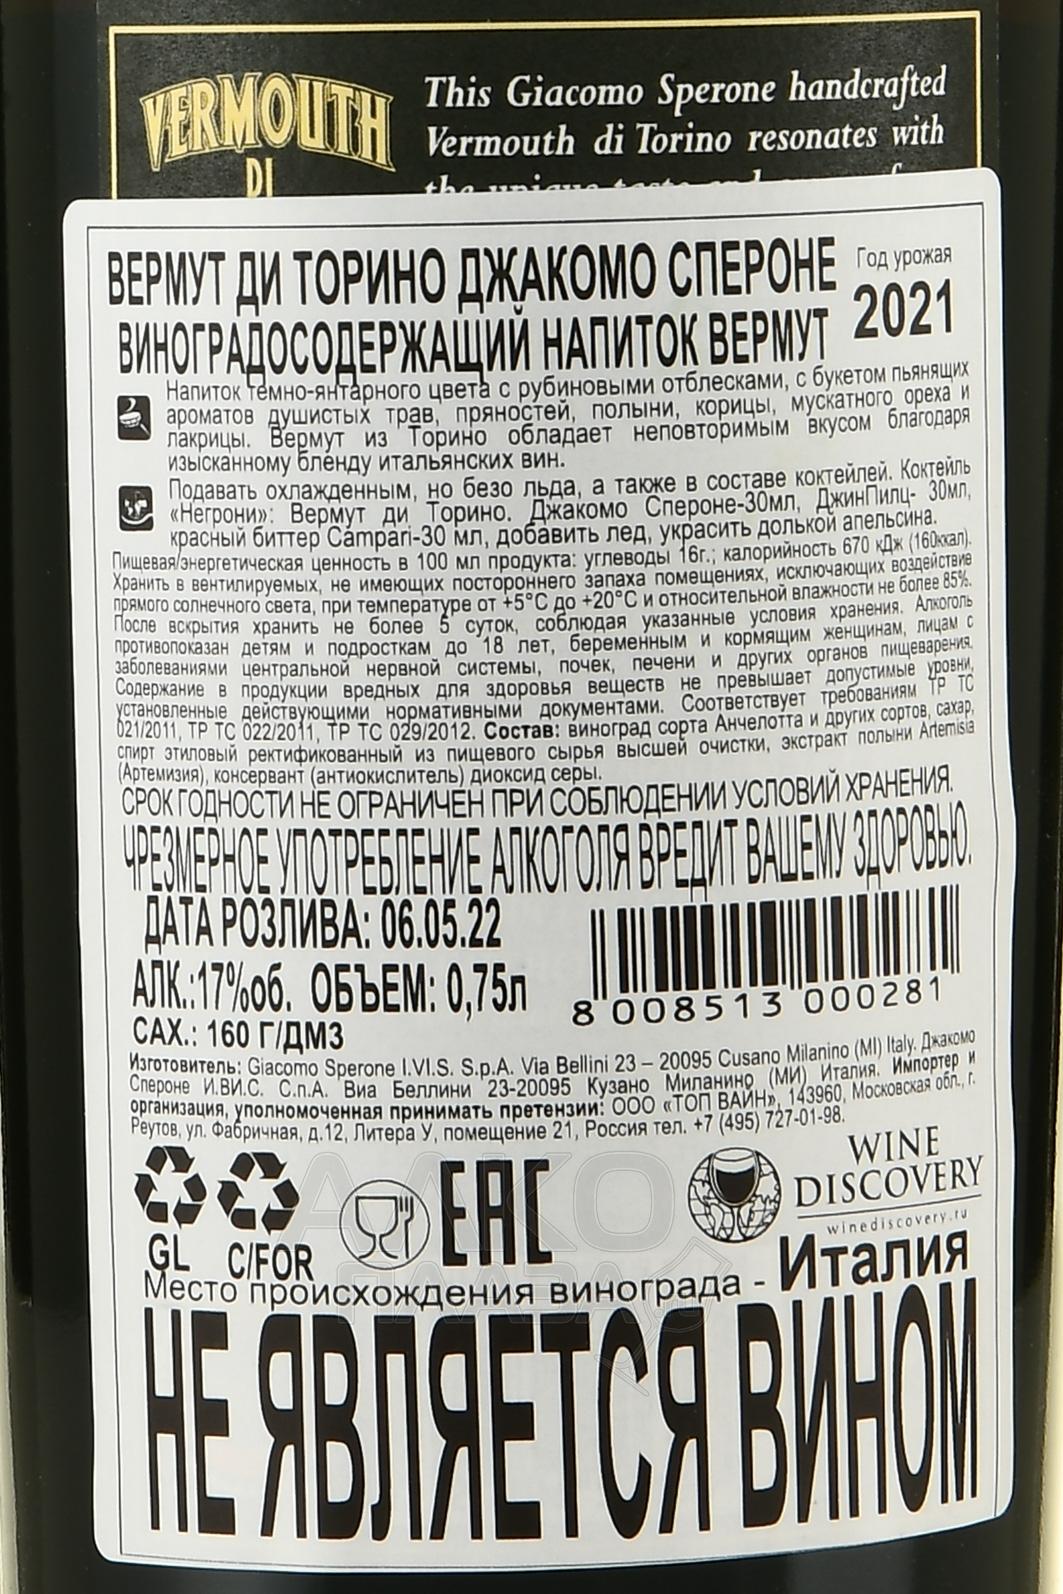 VERMOUTH
DI
This Giacomo Sperone handcrafted
Vermouth di Torino resonates with
ВЕРМУТ ДИ ТОРИНО ДЖАКОМО СПЕРОНЕ
ВИНОГРАДОСОДЕРЖАЩИЙ НАПИТОК ВЕРМУТ
Год урожая
2021
Напиток темно-янтарного цвета с рубиновыми отблесками, с букетом пьянящих
ароматов душистых трав, пряностей, полыни, корицы, мускатного ореха и
лакрицы. Вермут из Торино обладает неповторимым вкусом благодаря
изысканному бленду итальянских вин.
Подавать охлажденным, но безо льда, а также в составе коктейлей. Коктейль
«Негрони»: Вермут ди Торино. Джакомо Спероне-30мл, ДжинПилц- 30мл,
красный биттер Campari-30 мл, добавить лед, украсить долькой апельсина.
Пищевая/энергетическая ценность в 100 мл продукта: углеводы 16г.; калорийность 670 кДж (160ккал).
Хранить в вентилируемых, не имеющих постороннего запаха помещениях, исключающих воздействие
прямого солнечного света, при температуре от +5°С до +20°С и относительной влажности не более 85%.
После вскрытия хранить не более 5 суток, соблюдая указанные условия хранения. Алкоголь
противопоказан детям и подросткам до 18 лет, беременным и кормящим женщинам, лицам с
заболеваниями центральной нервной системы, почек, печени и других органов пищеварения.
Содержание в продукции вредных для здоровья веществ не превышает допустимые уровни,
установленные действующими нормативными документами. Соответствует требованиям ТР ТС
021/2011, ТР ТС 022/2011, ТР ТС 029/2012. Состав: виноград сорта Анчелотта и других сортов, сахар,
спирт этиловый ректификованный из пищевого сырья высшей очистки, экстракт полыни Artemisia
(Артемизия), консервант (антиокислитель) диоксид серы.
СРОК ГОДНОСТИ НЕ ОГРАНИЧЕН ПРИ СОБЛЮДЕНИИ УСЛОВИЙ ХРАНЕНИЯ.
ЧРЕЗМЕРНОЕ УПОТРЕБЛЕНИЕ АЛКОГОЛЯ ВРЕДИТ ВАШЕМУ ЗДОРОВЬЮ.
ДАТА РОЗЛИВА: 06.05.22
АЛК.:17%об. ОБЪЕМ: 0,75л
САХ.: 160 Г/ДМ3
8 008513 000281
Изготовитель: Giacomo Sperone I.VI.S. S.p.A. Via Bellini 23 – 20095 Cusano Milanino (MI) Italy. Джакомо
Спероне И.ВИ.С. С.п.А. Виа Беллини 23-20095 Кузано Миланино (МИ) Италия. Импортер и
организация, уполномоченная принимать претензии: ООО «ТОП ВАЙН», 143960, Московская обл., г.
Реутов, ул. Фабричная, д.12, Литера У, помещение 21, Россия тел. +7 (495) 727-01-98.
GL C/FOR
EAC
WINE
DISCOVERY
winediscovery.ru
Место происхождения винограда - Италия
НЕ ЯВЛЯЕТСЯ ВИНОМ